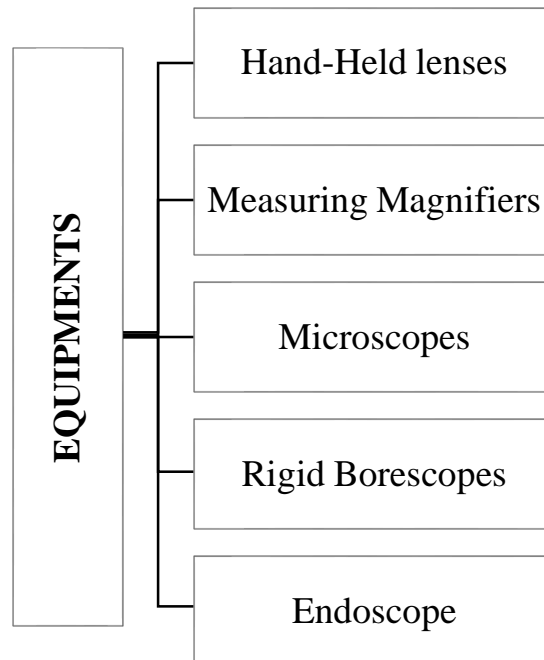 EQUIPMENTS
Hand-Held lenses
Measuring Magnifiers
Microscopes
Rigid Borescopes
Endoscope